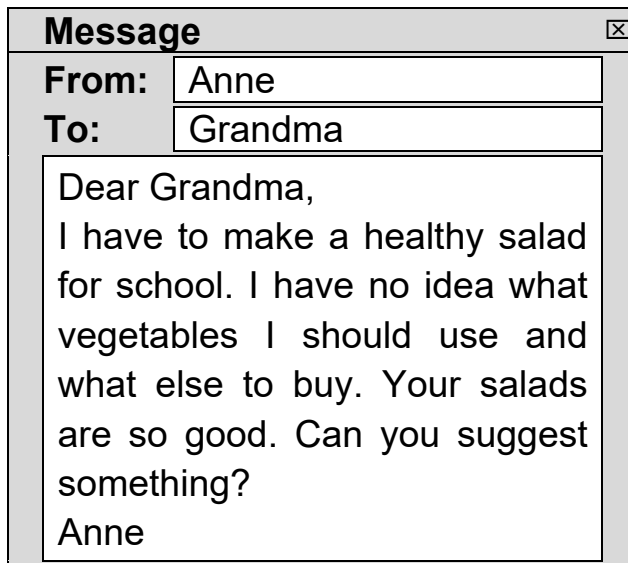 Message
From: Anne
To: Grandma
Dear Grandma,
I have to make a healthy salad
for school. I have no idea what
vegetables I should use and
what else to buy. Your salads
are so good. Can you suggest
something?
Anne